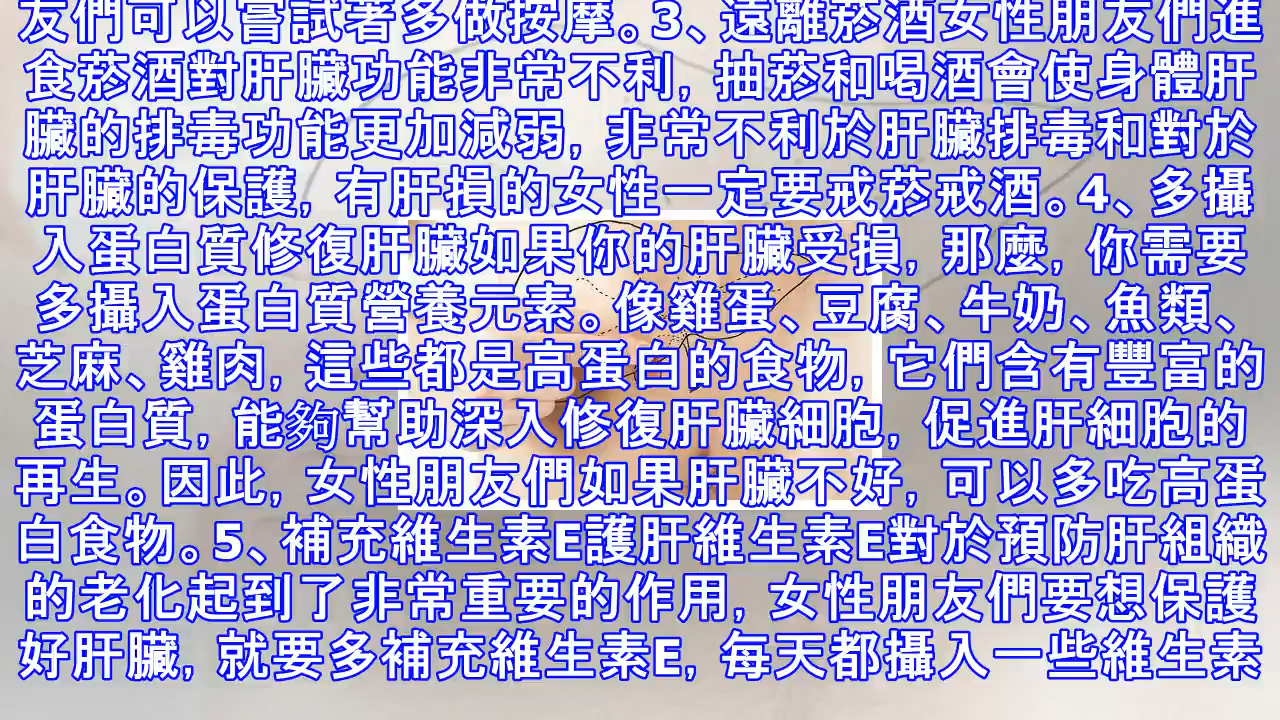 友們可以嘗試著多做按摩。3、遠離菸酒女性朋友們進
食菸酒對肝臟功能非常不利, 抽菸和喝酒會使身體肝
臟的排毒功能更加減弱, 非常不利於肝臟排毒和對於
肝臟的保護, 有肝損的女性一定要戒菸戒酒。4、多攝
入蛋白質修復肝臟如果你的肝臟受損, 那麼, 你需要
多攝入蛋白質營養元素。像雞蛋、豆腐、牛奶、魚類、
芝麻、雞肉, 這些都是高蛋白的食物, 它們含有豐富的
蛋白質, 能夠幫助深入修復肝臟細胞, 促進肝細胞的
再生。因此, 女性朋友們如果肝臟不好, 可以多吃高蛋
白食物。5、補充維生素E護肝維生素E對於預防肝組織
的老化起到了非常重要的作用, 女性朋友們要想保護
好肝臟, 就要多補充維生素E, 每天都攝入一些維生素